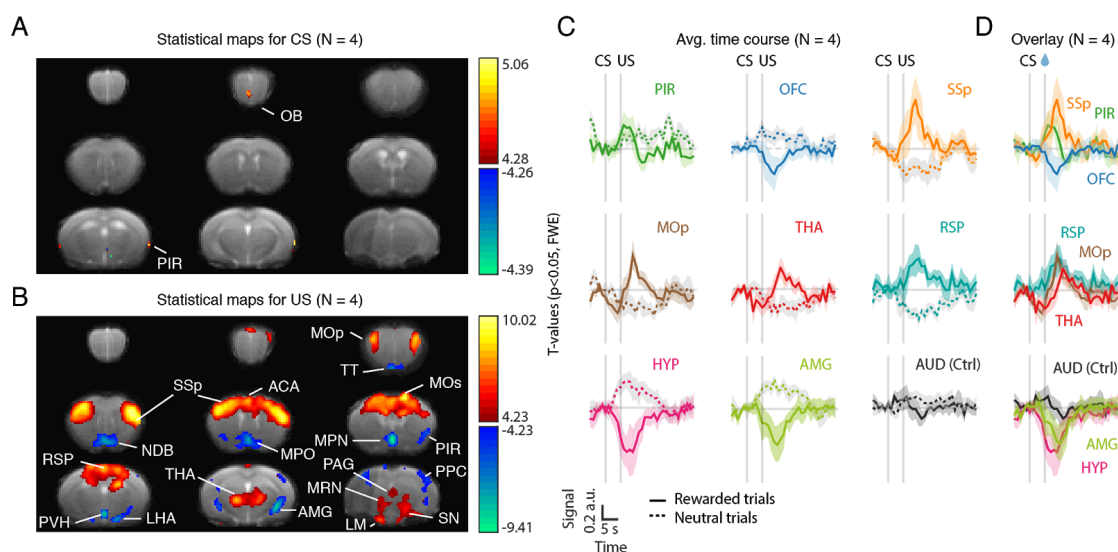 A
Statistical maps for CS (N = 4)
OB
PIR
5.06
4.28
-4.26
-4.39
B
Statistical maps for US (N = 4)
MOp
TT
SSp
ACA
MOs
NDB
MPO
MPN
PIR
RSP
THA
PAG
PPC
MRN
PVH
LHA
AMG
LM
SN
10.02
4.23
-4.23
-9.41
T-values (p<0.05, FWE)
C
Avg. time course (N = 4)
CS US
CS US
CS US
PIR
OFC
SSp
MOp
THA
RSP
HYP
AMG
AUD (Ctrl)
Signal
0.2 a.u.
5 s
Time
Rewarded trials
Neutral trials
D
Overlay (N = 4)
CS
SSp
PIR
OFC
RSP
MOp
THA
AUD (Ctrl)
AMG
HYP